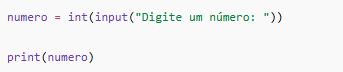 numero = int(input("Digite um número: "))
print(numero)